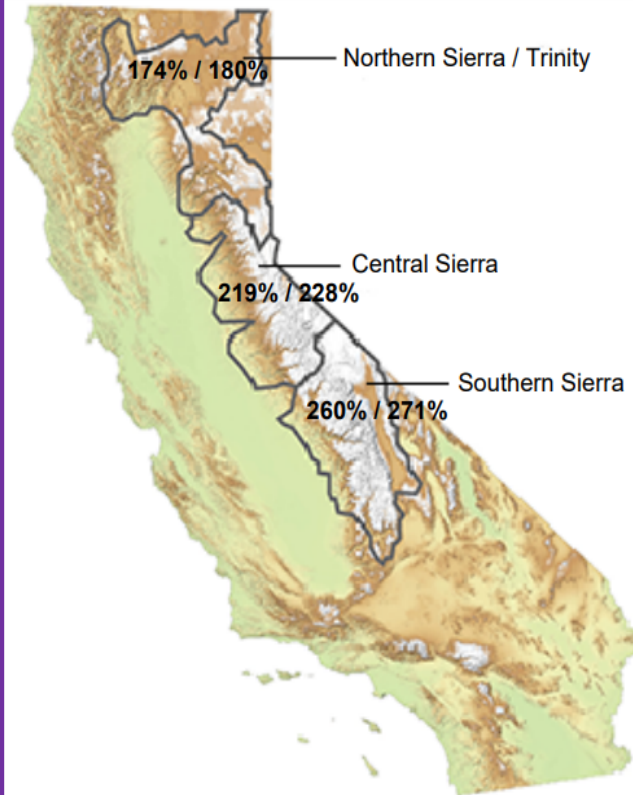 Northern Sierra / Trinity
174% / 180%
Central Sierra
219% / 228%
Southern Sierra
260% / 271%